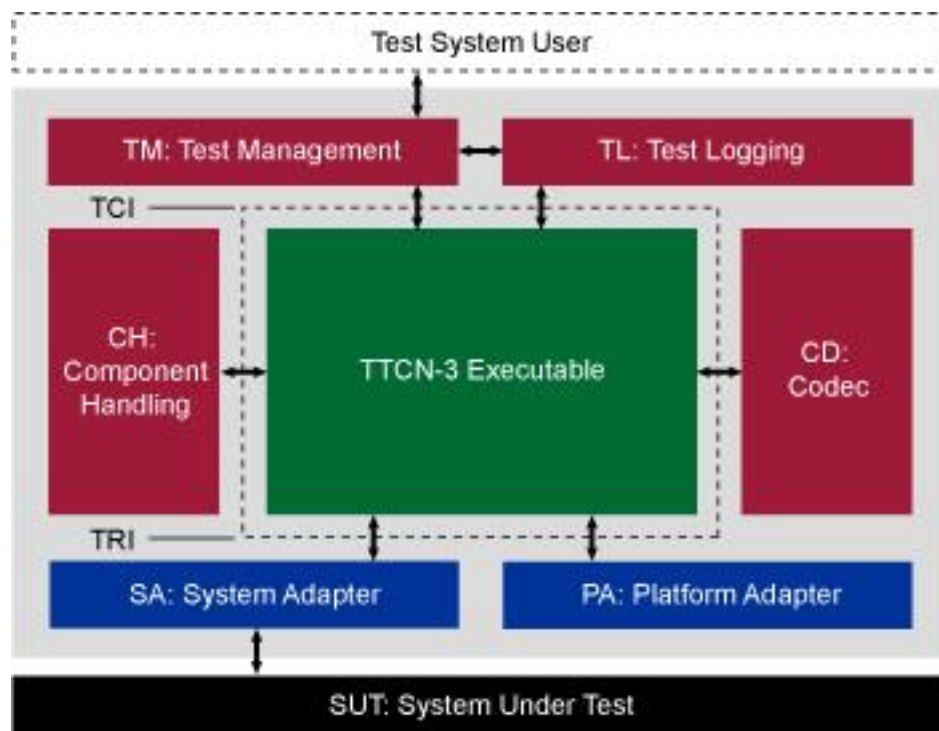 Test System User
TM: Test Management
TL: Test Logging
TCI
CH:
Component
Handling
TTCN-3 Executable
CD:
Codec
TRI
SA: System Adapter
PA: Platform Adapter
SUT: System Under Test